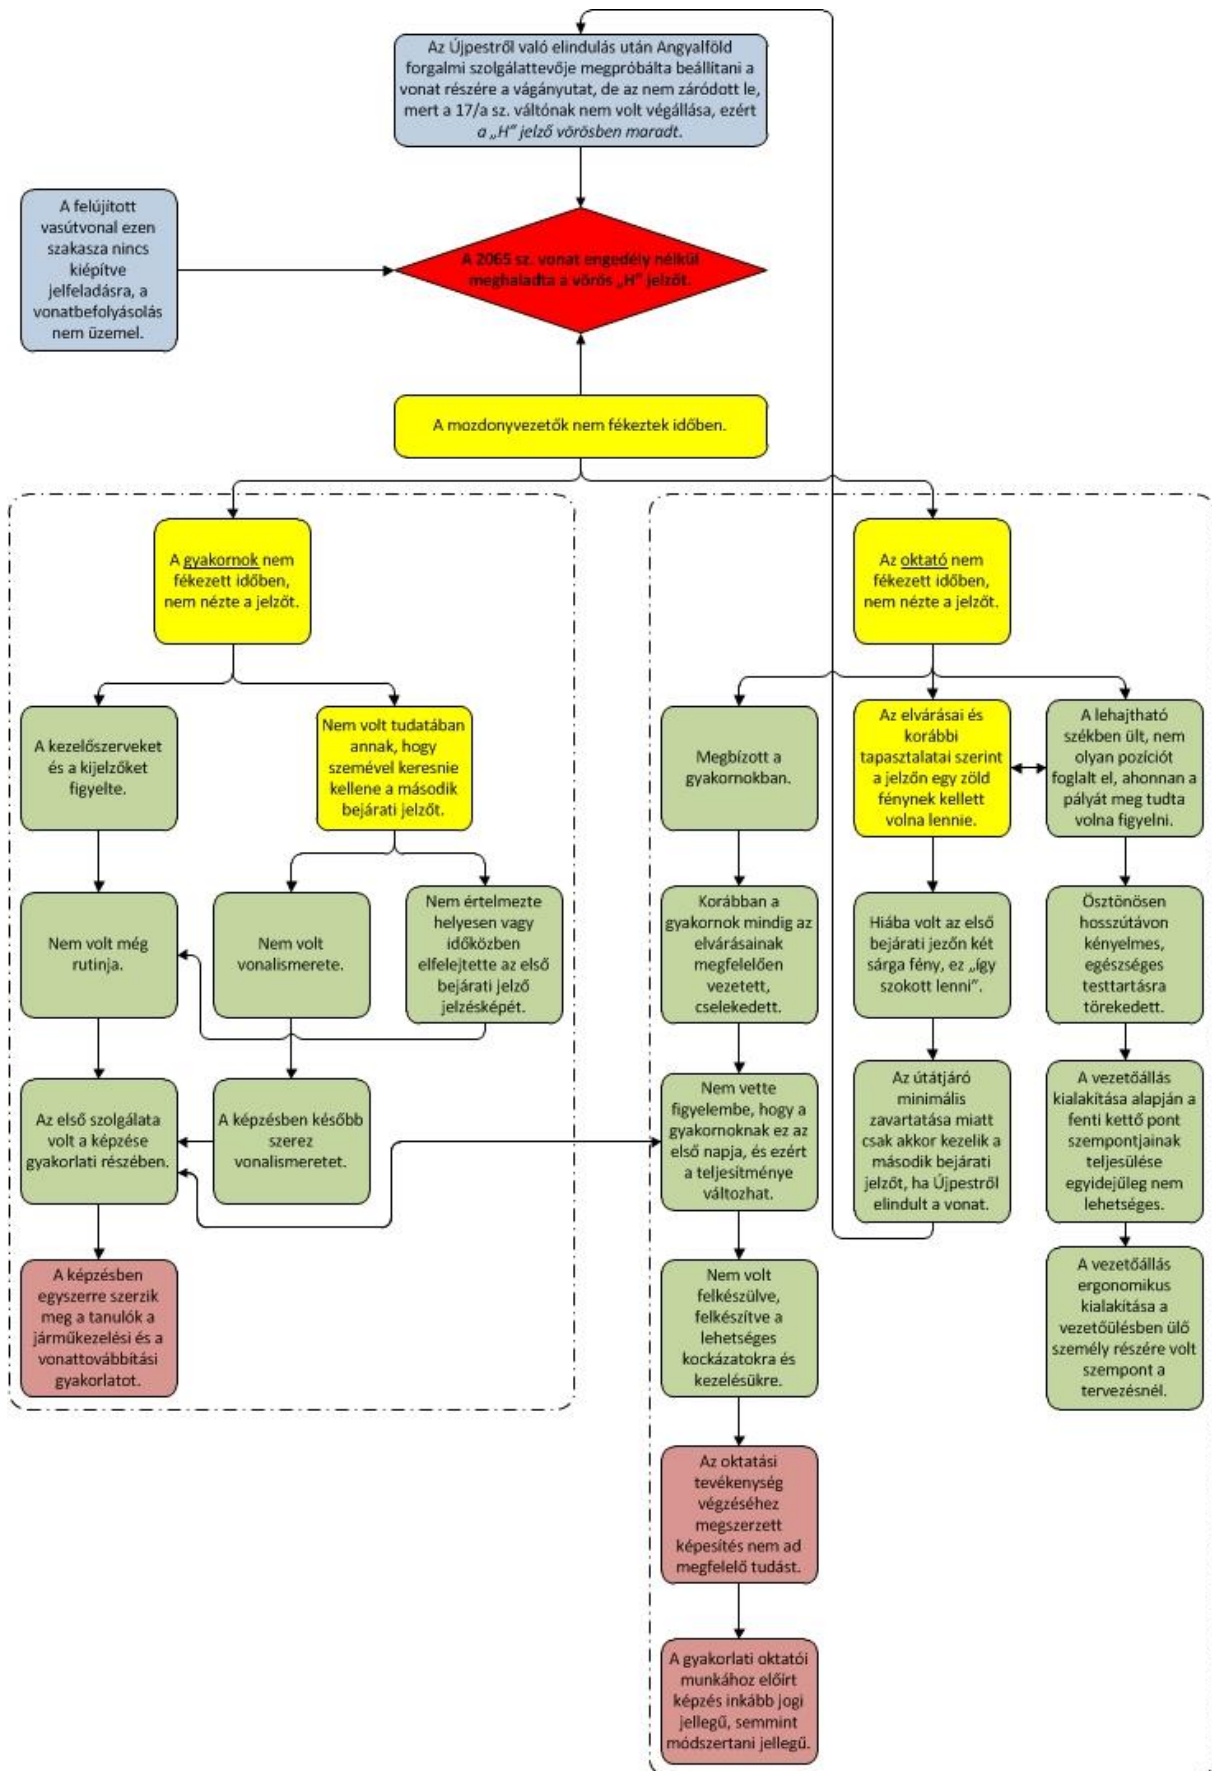 Az Újpestről való elindulás után Angyalföld
forgalmi szolgálattevője megpróbálta beállítani a
vonat részére a vágányutat, de az nem záródott le,
mert a 17/a sz. váltónak nem volt végállása, ezért
a „H” jelző vörösben maradt.
A felújított
vasútvonal ezen
szakasza nincs
kiépítve
jelfeladásra, a
vonatbefolyásolás
nem üzemel.
A 2065 sz. vonat engedély nélkül
meghaladta a vörös „H” jelzőt.
A mozdonyvezetők nem fékeztek időben.
A gyakornok nem
fékezett időben,
nem nézte a jelzőt.
A kezelőszerveket
és a kijelzőket
figyelte.
Nem volt tudatában
annak, hogy
szemével keresnie
kellene a második
bejárati jelzőt.
Nem volt még
rutinja.
Nem volt
vonalismerete.
Nem értelmezte
helyesen vagy
időközben
elfelejtette az első
bejárati jelző
jelzésképét.
Az első szolgálata
volt a képzése
gyakorlati részében.
A képzésben később
szerez
vonalismeretet.
A képzésben
egyszerre szerzik
meg a tanulók a
járműkezelési és a
vonattovábbítási
gyakorlatot.
Az oktató nem
fékezett időben,
nem nézte a jelzőt.
Megbízott a
gyakornokban.
Az elvárásai és
korábbi
tapasztalatai szerint
a jelzőn egy zöld
fénynek kellett
volna lennie.
A lehajtható
székben ült, nem
olyan pozíciót
foglalt el, ahonnan a
pályát meg tudta
volna figyelni.
Korábban a
gyakornok mindig az
elvárásainak
megfelelően
vezetett,
cselekedett.
Hiába volt az első
bejárati jezőn két
sárga fény, ez „így
szokott lenni”.
Ösztönösen
hosszútávon
kényelmes,
egészséges
testtartásra
törekedett.
Nem vette
figyelembe, hogy a
gyakornoknak ez az
első napja, és ezért
a teljesítménye
változhat.
Az útátjáró
minimális
zavartatása miatt
csak akkor kezelik a
második bejárati
jelzőt, ha Újpestről
elindult a vonat.
A vezetőállás
kialakítása alapján a
fenti kettő pont
szempontjainak
teljesülése
egyidejűleg nem
lehetséges.
Nem volt
felkészülve,
felkészítve a
lehetséges
kockázatokra és
kezelésükre.
A vezetőállás
ergonomikus
kialakítása a
vezetőülésben ülő
személy részére volt
szempont a
tervezésnél.
Az oktatási
tevékenység
végzéséhez
megszerzett
képesítés nem ad
megfelelő tudást.
A gyakorlati oktatói
munkához előírt
képzés inkább jogi
jellegű, semmint
módszertani jellegű.